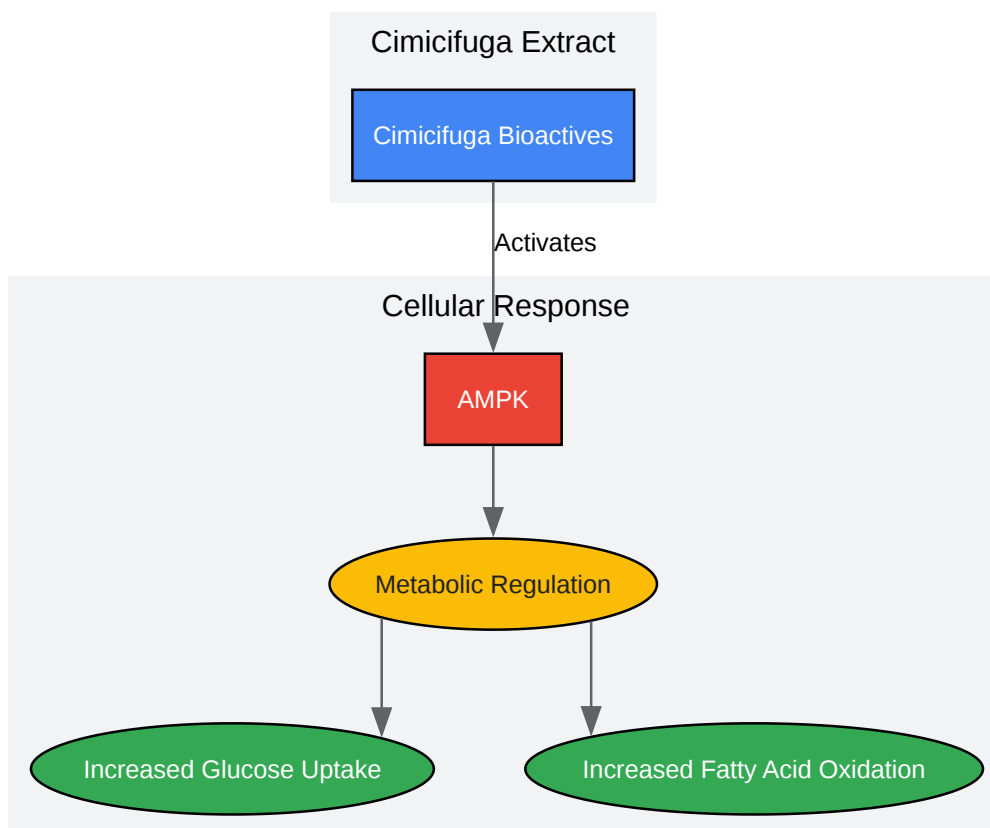 Cimicifuga Extract
Cimicifuga Bioactives
Activates
Cellular Response
AMPK
Metabolic Regulation
Increased Glucose Uptake
Increased Fatty Acid Oxidation